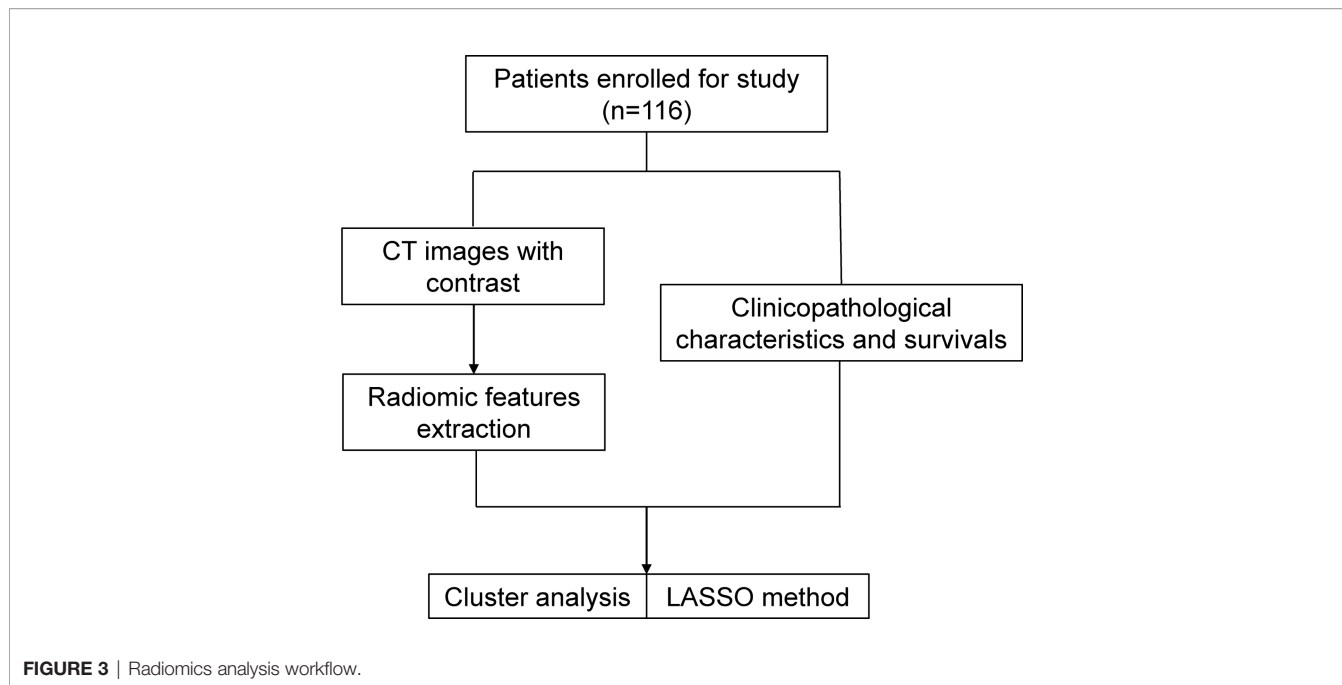 Patients enrolled for study
(n=116)
CT images with
contrast
Clinicopathological
characteristics and survivals
Radiomic features
extraction
Cluster analysis
LASSO method
FIGURE 3 | Radiomics analysis workflow.